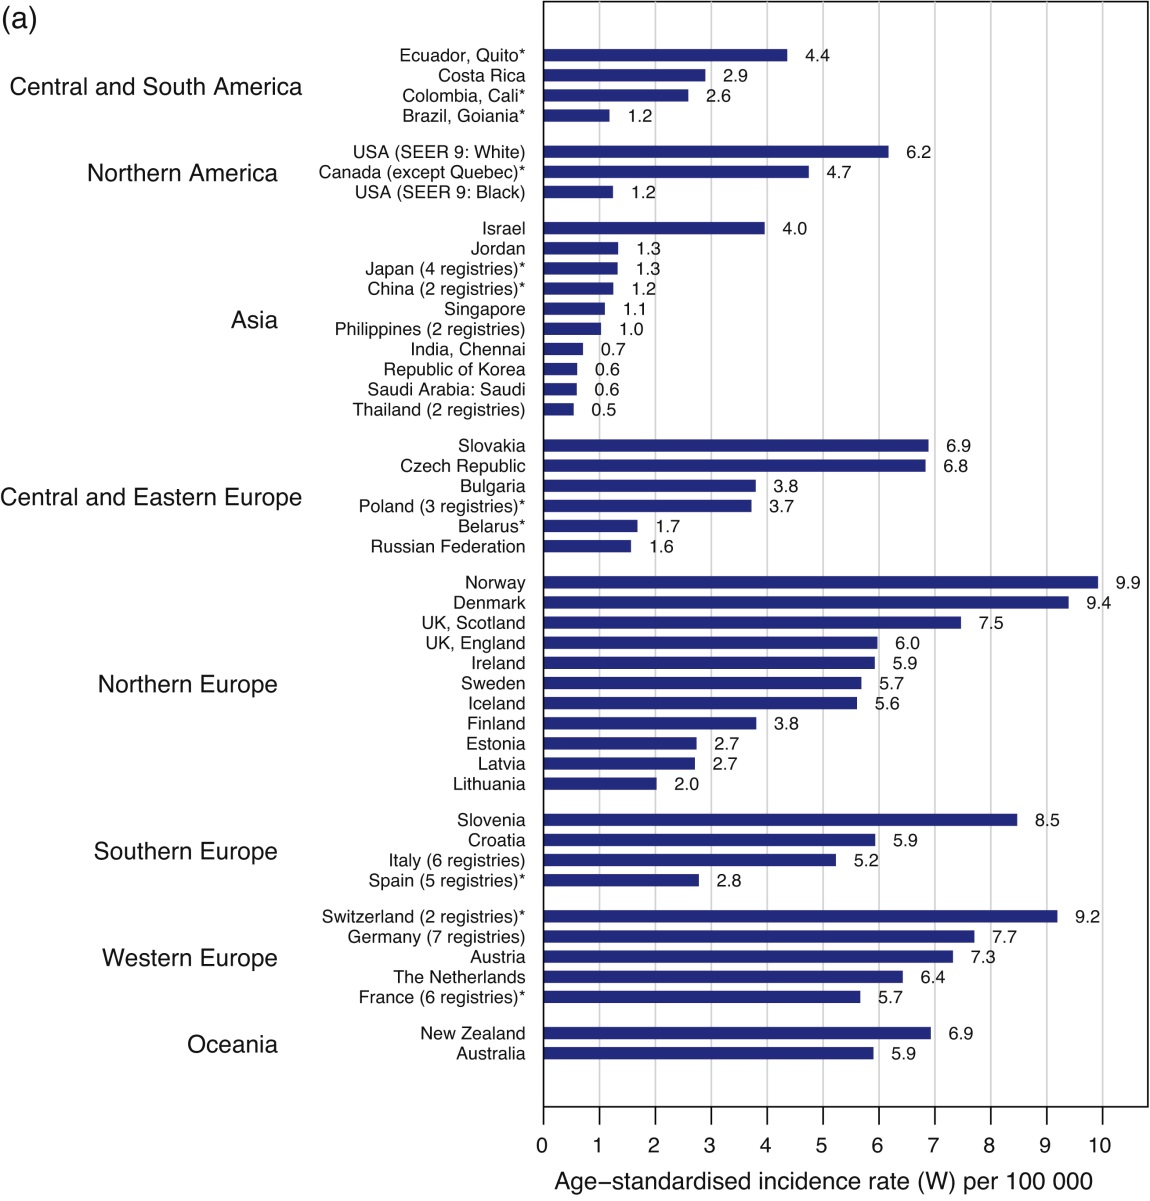 (a)
Central and South America
Ecuador, Quito* 4.4
Costa Rica 2.9
Colombia, Cali* 2.6
Brazil, Goiania* 1.2
Northern America
USA (SEER 9: White) 6.2
Canada (except Quebec)* 4.7
USA (SEER 9: Black) 1.2
Asia
Israel 4.0
Jordan 1.3
Japan (4 registries)* 1.3
China (2 registries)* 1.2
Singapore 1.1
Philippines (2 registries) 1.0
India, Chennai 0.7
Republic of Korea 0.6
Saudi Arabia: Saudi 0.6
Thailand (2 registries) 0.5
Central and Eastern Europe
Slovakia 6.9
Czech Republic 6.8
Bulgaria 3.8
Poland (3 registries)* 3.7
Belarus* 1.7
Russian Federation 1.6
Northern Europe
Norway 9.9
Denmark 9.4
UK, Scotland 7.5
UK, England 6.0
Ireland 5.9
Sweden 5.7
Iceland 5.6
Finland 3.8
Estonia 2.7
Latvia 2.7
Lithuania 2.0
Southern Europe
Slovenia 8.5
Croatia 5.9
Italy (6 registries) 5.2
Spain (5 registries)* 2.8
Western Europe
Switzerland (2 registries)* 9.2
Germany (7 registries) 7.7
Austria 7.3
The Netherlands 6.4
France (6 registries)* 5.7
Oceania
New Zealand 6.9
Australia 5.9
0 1 2 3 4 5 6 7 8 9 10
Age−standardised incidence rate (W) per 100 000